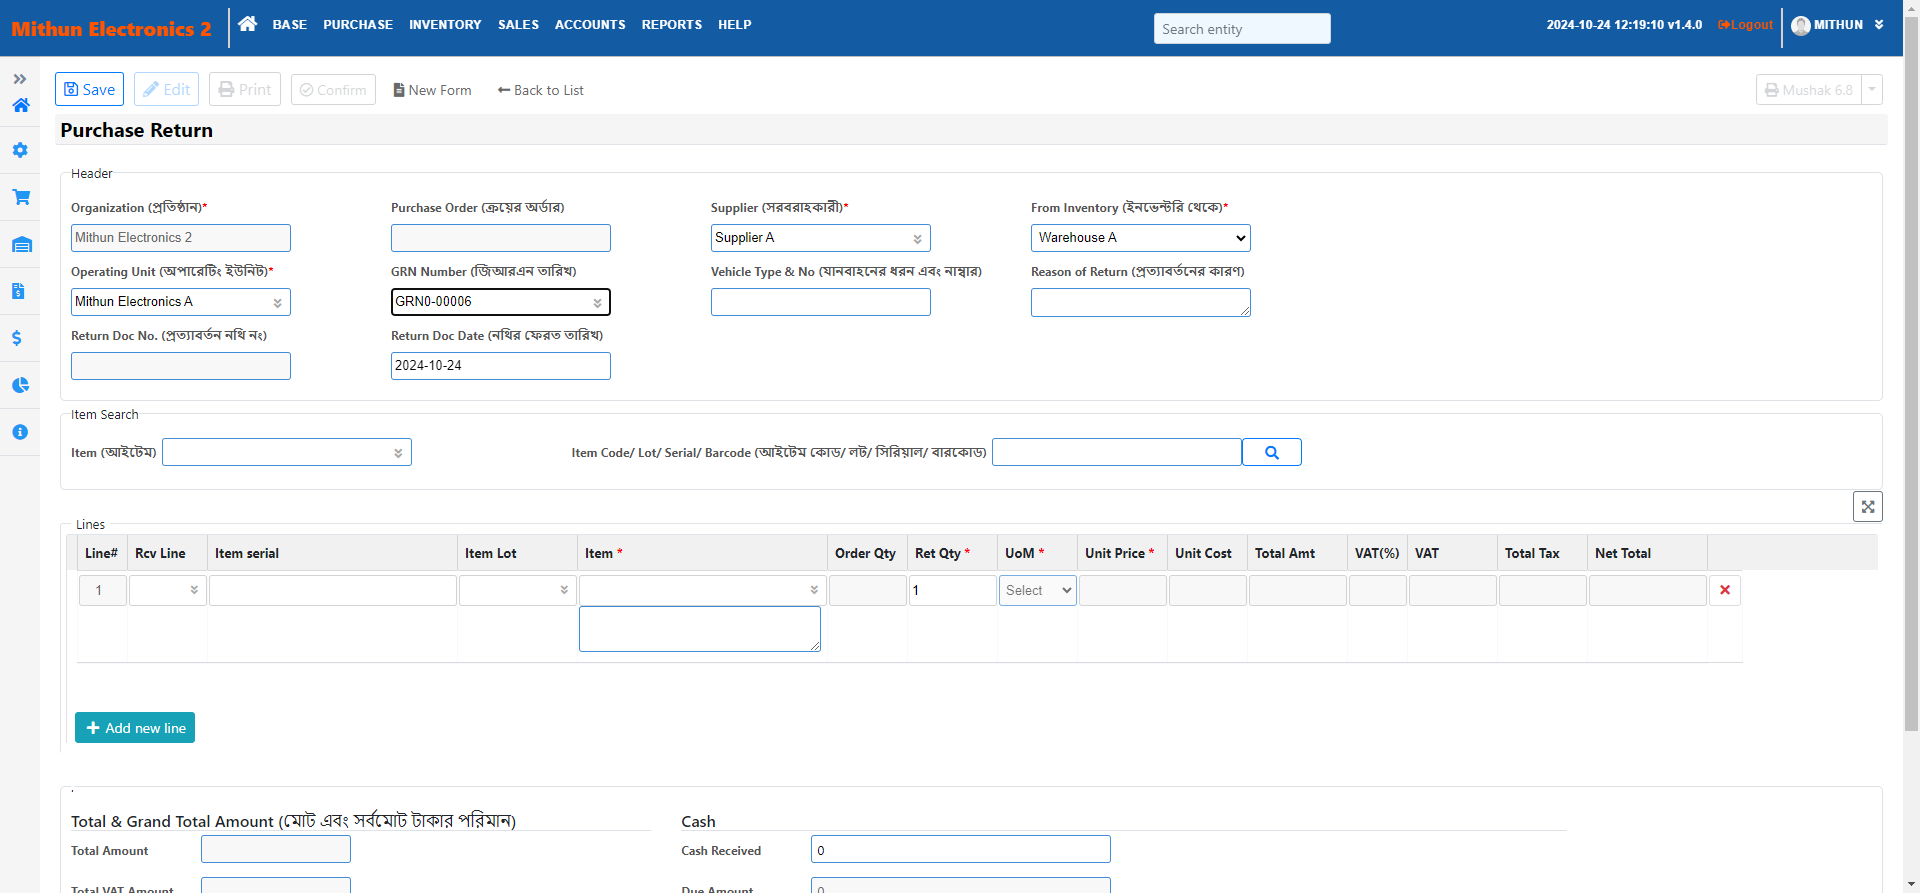 Mithun Electronics 2
BASE PURCHASE INVENTORY SALES ACCOUNTS REPORTS HELP
Search entity
2024-10-24 12:19:10 v1.4.0 Logout MITHUN
Save Edit Print Confirm New Form Back to List Mushak 6.8
Purchase Return
Header
Organization (প্রতিষ্ঠান)* Purchase Order (ক্রয়ের অর্ডার) Supplier (সরবরাহকারী)* From Inventory (ইনভেন্টরি থেকে)*
Mithun Electronics 2 Supplier A Warehouse A
Operating Unit (অপারেটিং ইউনিট)* GRN Number (জিআরএন তারিখ) Vehicle Type & No (যানবাহনের ধরন এবং নাম্বার) Reason of Return (প্রত্যাবর্তনের কারণ)
Mithun Electronics A GRN0-00006
Return Doc No. (প্রত্যাবর্তন নথি নং) Return Doc Date (নথির ফেরত তারিখ)
2024-10-24
Item Search
Item (আইটেম) Item Code/ Lot/ Serial/ Barcode (আইটেম কোড/ লট/ সিরিয়াল/ বারকোড)
Lines
Line# Rcv Line Item serial Item Lot Item * Order Qty Ret Qty * UoM * Unit Price * Unit Cost Total Amt VAT(%) VAT Total Tax Net Total
1 1 Select
Add new line
Total & Grand Total Amount (মোট এবং সর্বমোট টাকার পরিমান) Cash
Total Amount Cash Received 0
Total VAT Amount Due Amount 0